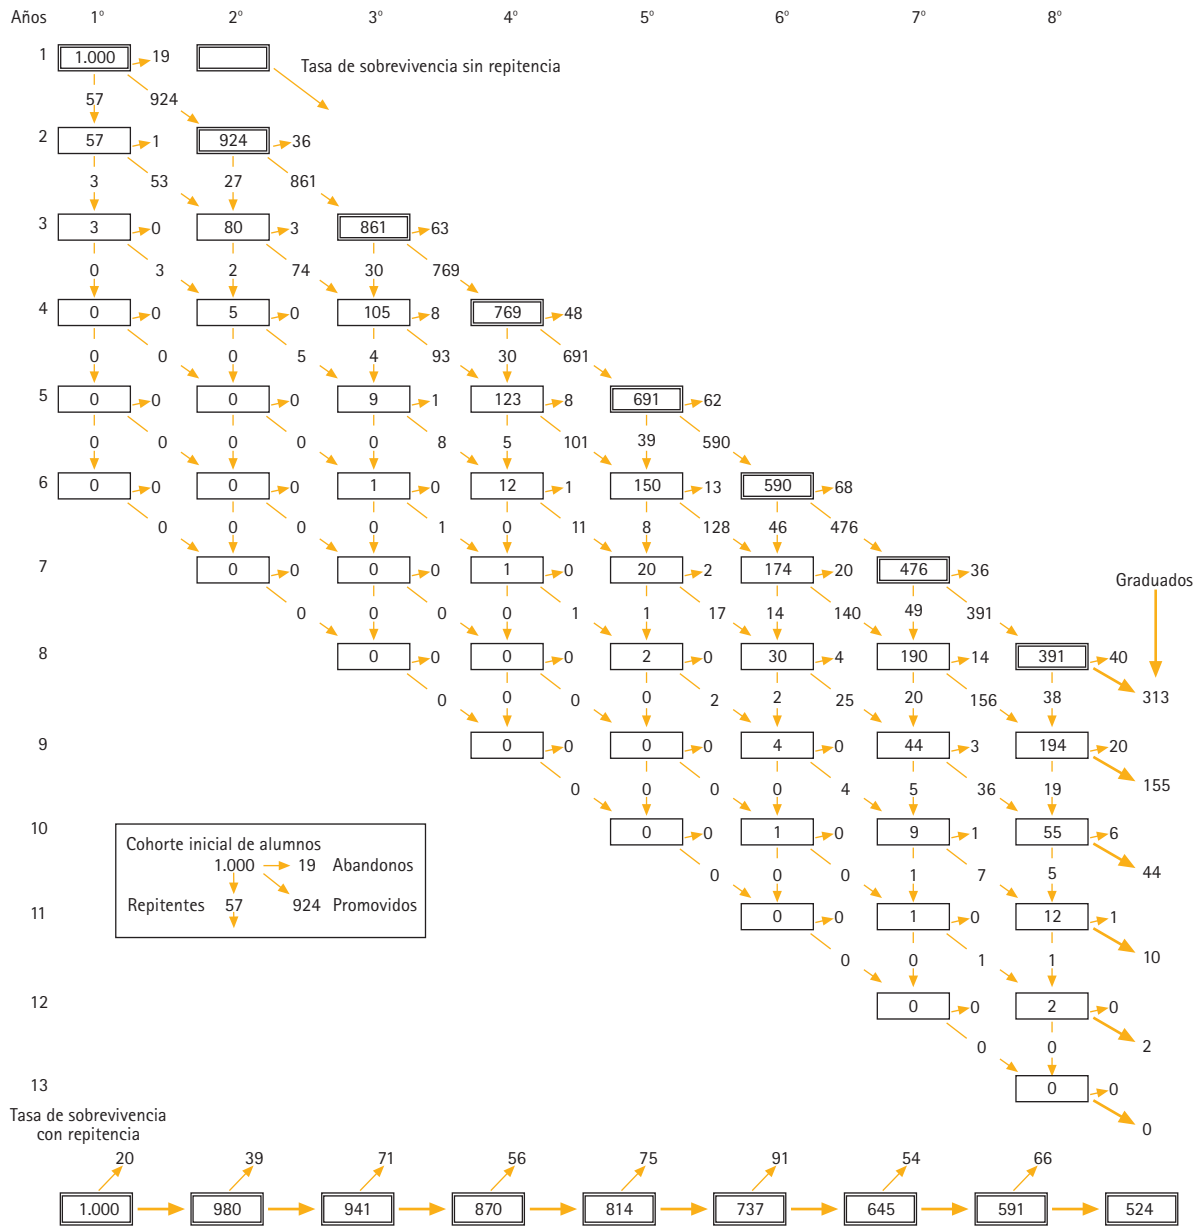 Años 1º 2º 3º 4º 5º 6º 7º 8º
1 1.000 19
Tasa de sobrevivencia sin repitencia
57 924
2 57 1 924 36
3 53 27 861
3 3 0 80 3 861 63
0 3 2 74 30 769
4 0 0 5 0 105 8 769 48
0 0 0 5 4 93 30 691
5 0 0 0 0 9 1 123 8 691 62
0 0 0 0 0 8 5 101 39 590
6 0 0 0 0 1 0 12 1 150 13 590 68
0 0 0 0 1 0 11 8 128 46 476
7 0 0 0 0 1 0 20 2 174 20 476 36
Graduados
0 0 0 0 1 1 17 14 140 49 391
8 0 0 0 0 2 0 30 4 190 14 391 40
0 0 0 0 2 2 25 20 156 38 313
9 0 0 0 0 4 0 44 3 194 20
0 0 0 0 4 5 36 19 155
10 0 0 1 0 9 1 55 6
0 0 0 1 7 5 44
Cohorte inicial de alumnos
1.000 19 Abandonos
Repitentes 57 924 Promovidos
11 0 0 1 0 12 1
0 0 1 1 10
12 0 0 2 0
0 0 2
13 0 0
0
Tasa de sobrevivencia
con repitencia
20 39 71 56 75 91 54 66
1.000 980 941 870 814 737 645 591 524